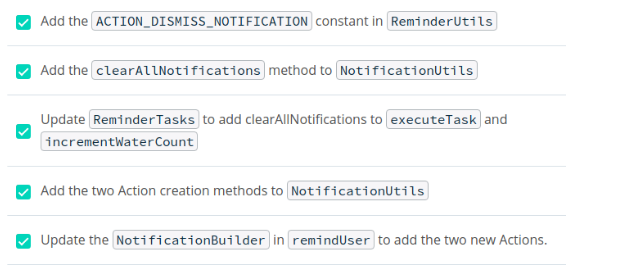 Add the ACTION_DISMISS_NOTIFICATION constant in ReminderUtils
Add the clearAllNotifications method to NotificationUtils
Update ReminderTasks to add clearAllNotifications to executeTask and
incrementWaterCount
Add the two Action creation methods to NotificationUtils
Update the NotificationBuilder in remindUser to add the two new Actions.